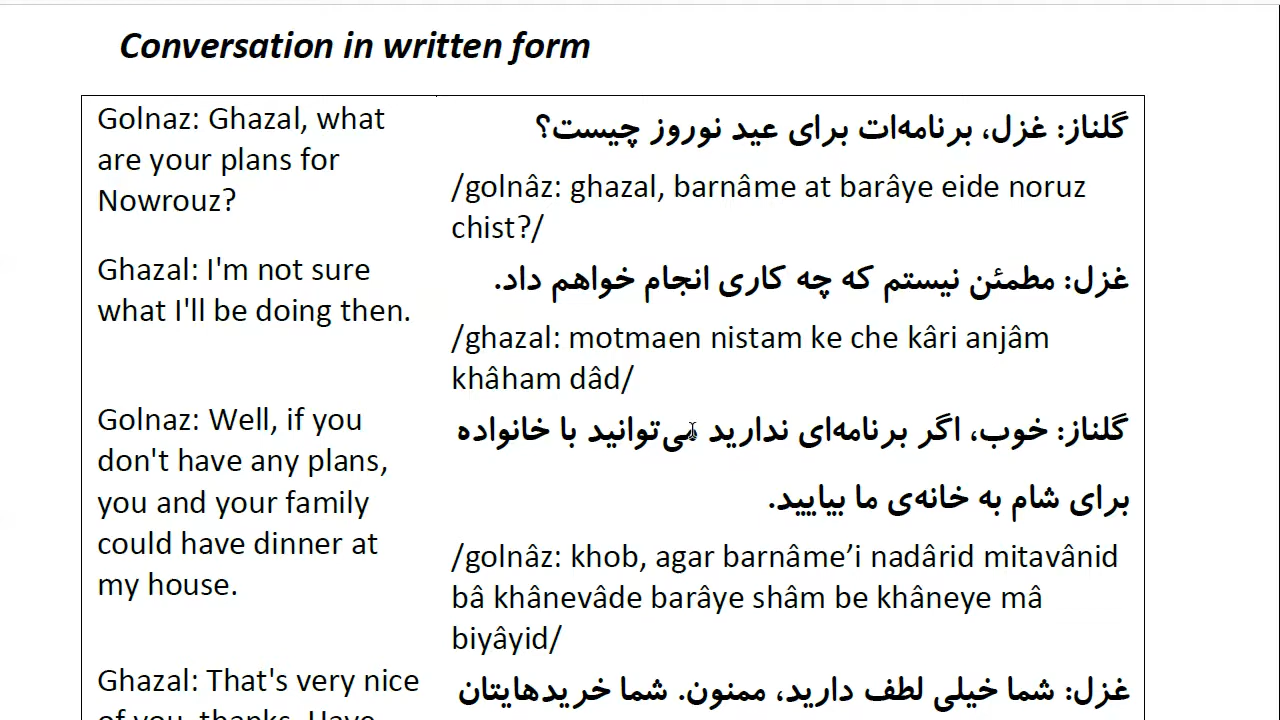 Conversation in written form
Golnaz: Ghazal, what
are your plans for
Nowrouz?
گلناز: غزل، برنامه‌ات برای عید نوروز چیست؟
/golnâz: ghazal, barnâme at barâye eide noruz
chist?/
Ghazal: I'm not sure
what I'll be doing then.
غزل: مطمئن نیستم که چه کاری انجام خواهم داد.
/ghazal: motmaen nistam ke che kâri anjâm
khâham dâd/
Golnaz: Well, if you
don't have any plans,
you and your family
could have dinner at
my house.
گلناز: خوب، اگر برنامه‌ای ندارید می‌توانید با خانواده
برای شام به خانه‌ی ما بیایید.
/golnâz: khob, agar barnâme’i nadârid mitavânid
bâ khânevâde barâye shâm be khâneye mâ
biyâyid/
Ghazal: That's very nice
of you, thanks. Have
غزل: شما خیلی لطف دارید، ممنون. شما خریدهایتان